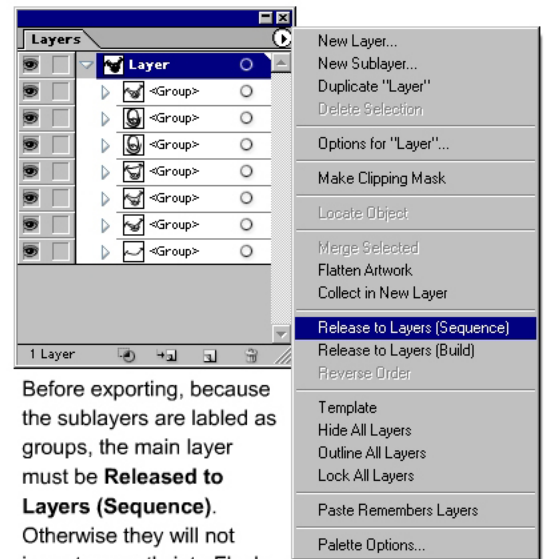 Layers
Layer
<Group>
<Group>
<Group>
<Group>
<Group>
<Group>
<Group>
1 Layer
New Layer...
New Sublayer...
Duplicate "Layer"
Delete Selection
Options for "Layer"...
Make Clipping Mask
Locate Object
Merge Selected
Flatten Artwork
Collect in New Layer
Release to Layers (Sequence)
Release to Layers (Build)
Reverse Order
Template
Hide All Layers
Outline All Layers
Lock All Layers
Paste Remembers Layers
Palette Options...
Before exporting, because
the sublayers are labled as
groups, the main layer
must be Released to
Layers (Sequence).
Otherwise they will not